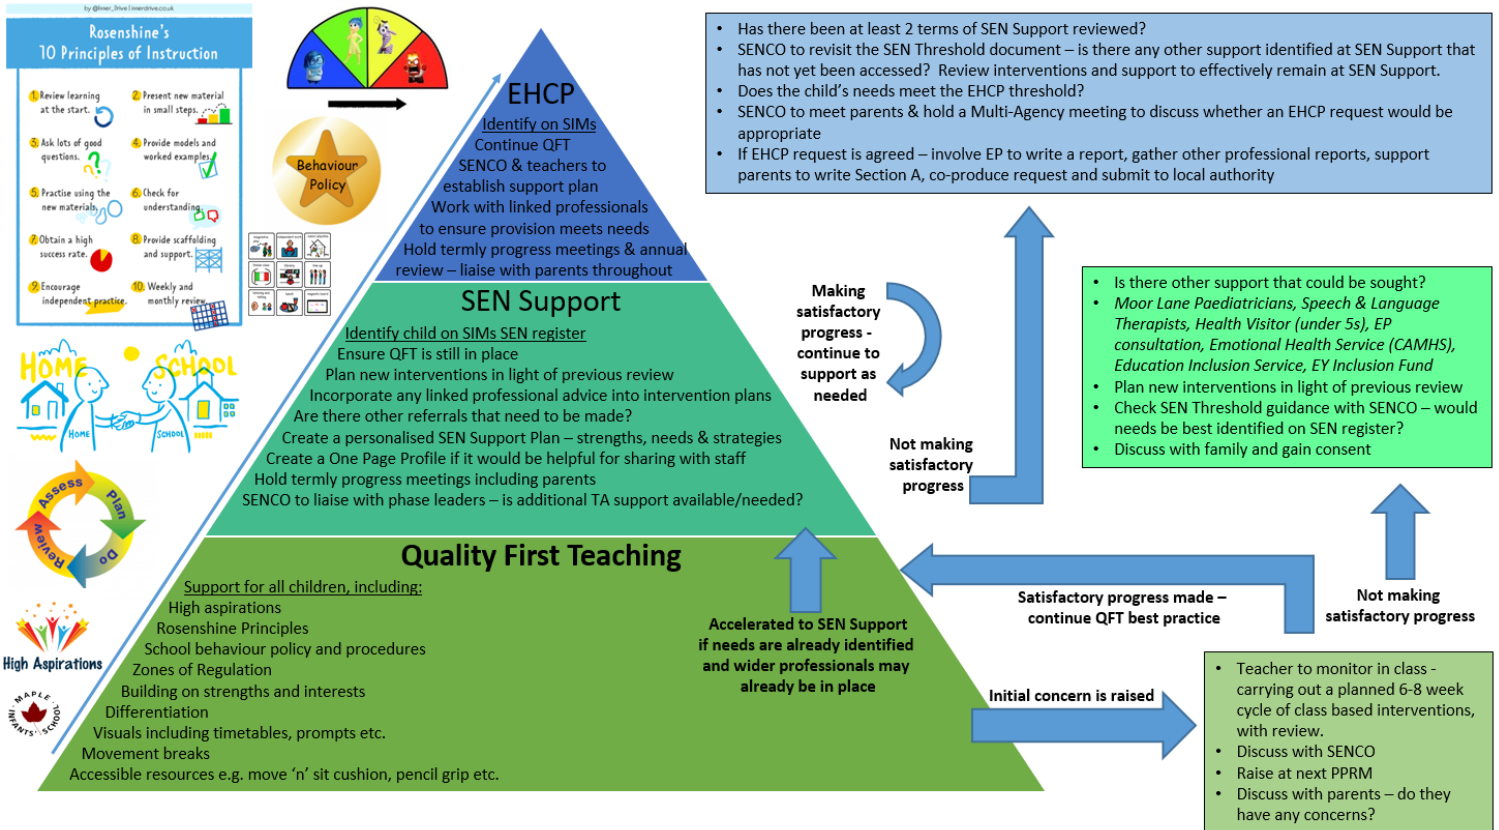 by @Inner_Drive | innerdrive.co.uk
Rosenshine's
10 Principles of Instruction
1. Review learning
at the start.
2. Present new material
in small steps.
3. Ask lots of good
questions.
4. Provide models and
worked examples.
5. Practise using the
new materials.
6. Check for
understanding.
7. Obtain a high
success rate.
8. Provide scaffolding
and support.
9. Encourage
independent practice.
10. Weekly and
monthly review.
Behaviour
Policy
HOME
SCHOOL
HOME
SCHOOL
Assess
Plan
Do
Review
High Aspirations
MAPLE
INFANTS' SCHOOL
EHCP
Identify on SIMs
Continue QFT
SENCO & teachers to
establish support plan
Work with linked professionals
to ensure provision meets needs
Hold termly progress meetings & annual
review – liaise with parents throughout
SEN Support
Identify child on SIMs SEN register
Ensure QFT is still in place
Plan new interventions in light of previous review
Incorporate any linked professional advice into intervention plans
Are there other referrals that need to be made?
Create a personalised SEN Support Plan – strengths, needs & strategies
Create a One Page Profile if it would be helpful for sharing with staff
Hold termly progress meetings including parents
SENCO to liaise with phase leaders – is additional TA support available/needed?
Quality First Teaching
Support for all children, including:
High aspirations
Rosenshine Principles
School behaviour policy and procedures
Zones of Regulation
Building on strengths and interests
Differentiation
Visuals including timetables, prompts etc.
Movement breaks
Accessible resources e.g. move ‘n’ sit cushion, pencil grip etc.
Accelerated to SEN Support
if needs are already identified
and wider professionals may
already be in place
Initial concern is raised
• Teacher to monitor in class -
carrying out a planned 6-8 week
cycle of class based interventions,
with review.
• Discuss with SENCO
• Raise at next PPRM
• Discuss with parents – do they
have any concerns?
Satisfactory progress made –
continue QFT best practice
Not making
satisfactory progress
• Is there other support that could be sought?
• Moor Lane Paediatricians, Speech & Language
Therapists, Health Visitor (under 5s), EP
consultation, Emotional Health Service (CAMHS),
Education Inclusion Service, EY Inclusion Fund
• Plan new interventions in light of previous review
• Check SEN Threshold guidance with SENCO – would
needs be best identified on SEN register?
• Discuss with family and gain consent
Making
satisfactory
progress -
continue to
support as
needed
Not making
satisfactory
progress
• Has there been at least 2 terms of SEN Support reviewed?
• SENCO to revisit the SEN Threshold document – is there any other support identified at SEN Support that
has not yet been accessed? Review interventions and support to effectively remain at SEN Support.
• Does the child’s needs meet the EHCP threshold?
• SENCO to meet parents & hold a Multi-Agency meeting to discuss whether an EHCP request would be
appropriate
• If EHCP request is agreed – involve EP to write a report, gather other professional reports, support
parents to write Section A, co-produce request and submit to local authority